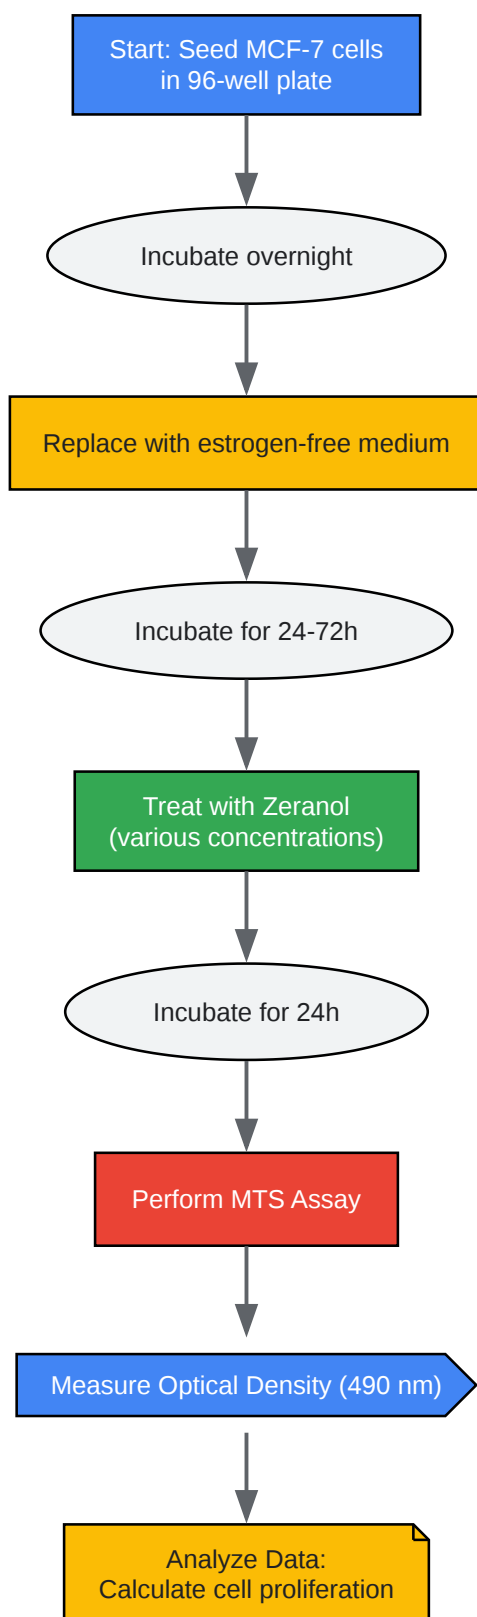 Start: Seed MCF-7 cells
in 96-well plate
Incubate overnight
Replace with estrogen-free medium
Incubate for 24-72h
Treat with Zeranol
(various concentrations)
Incubate for 24h
Perform MTS Assay
Measure Optical Density (490 nm)
Analyze Data:
Calculate cell proliferation